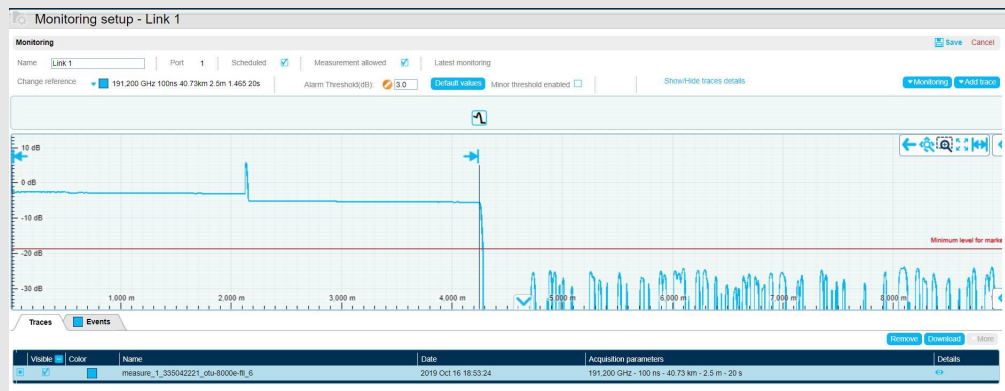 Monitoring setup - Link 1
Monitoring
Save Cancel
Name Link 1 Port 1 Scheduled Measurement allowed Latest monitoring
Change reference 191,200 GHz 100ns 40.73km 2.5m 1.465 20s Alarm Threshold(dB): 3.0 Default values Minor threshold enabled Show/Hide traces details Monitoring Add trace
10 dB
0 dB
-10 dB
Minimum level for marke
-20 dB
-30 dB
1,000 m 2,000 m 3,000 m 4,000 m 5,000 m 6,000 m 7,000 m 8,000 m
Traces Events
Remove Download More
Visible Color Name Date Acquisition parameters Details
measure_1_335042221_otu-8000e-flj_6 2019 Oct 16 18:53:24 191,200 GHz - 100 ns - 40.73 km - 2.5 m - 20 s